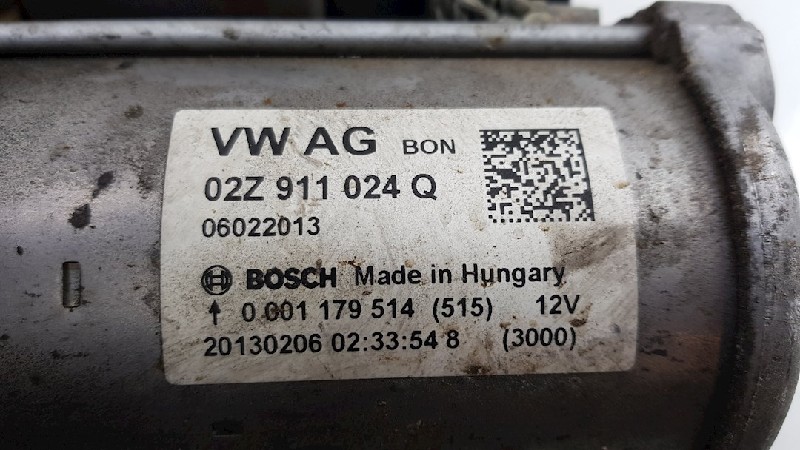 VW AG BON
02Z 911 024 Q
06022013
BOSCH Made in Hungary
↑ 0 001 179 514 (515) 12V
20130206 02:33:54 8 (3000)